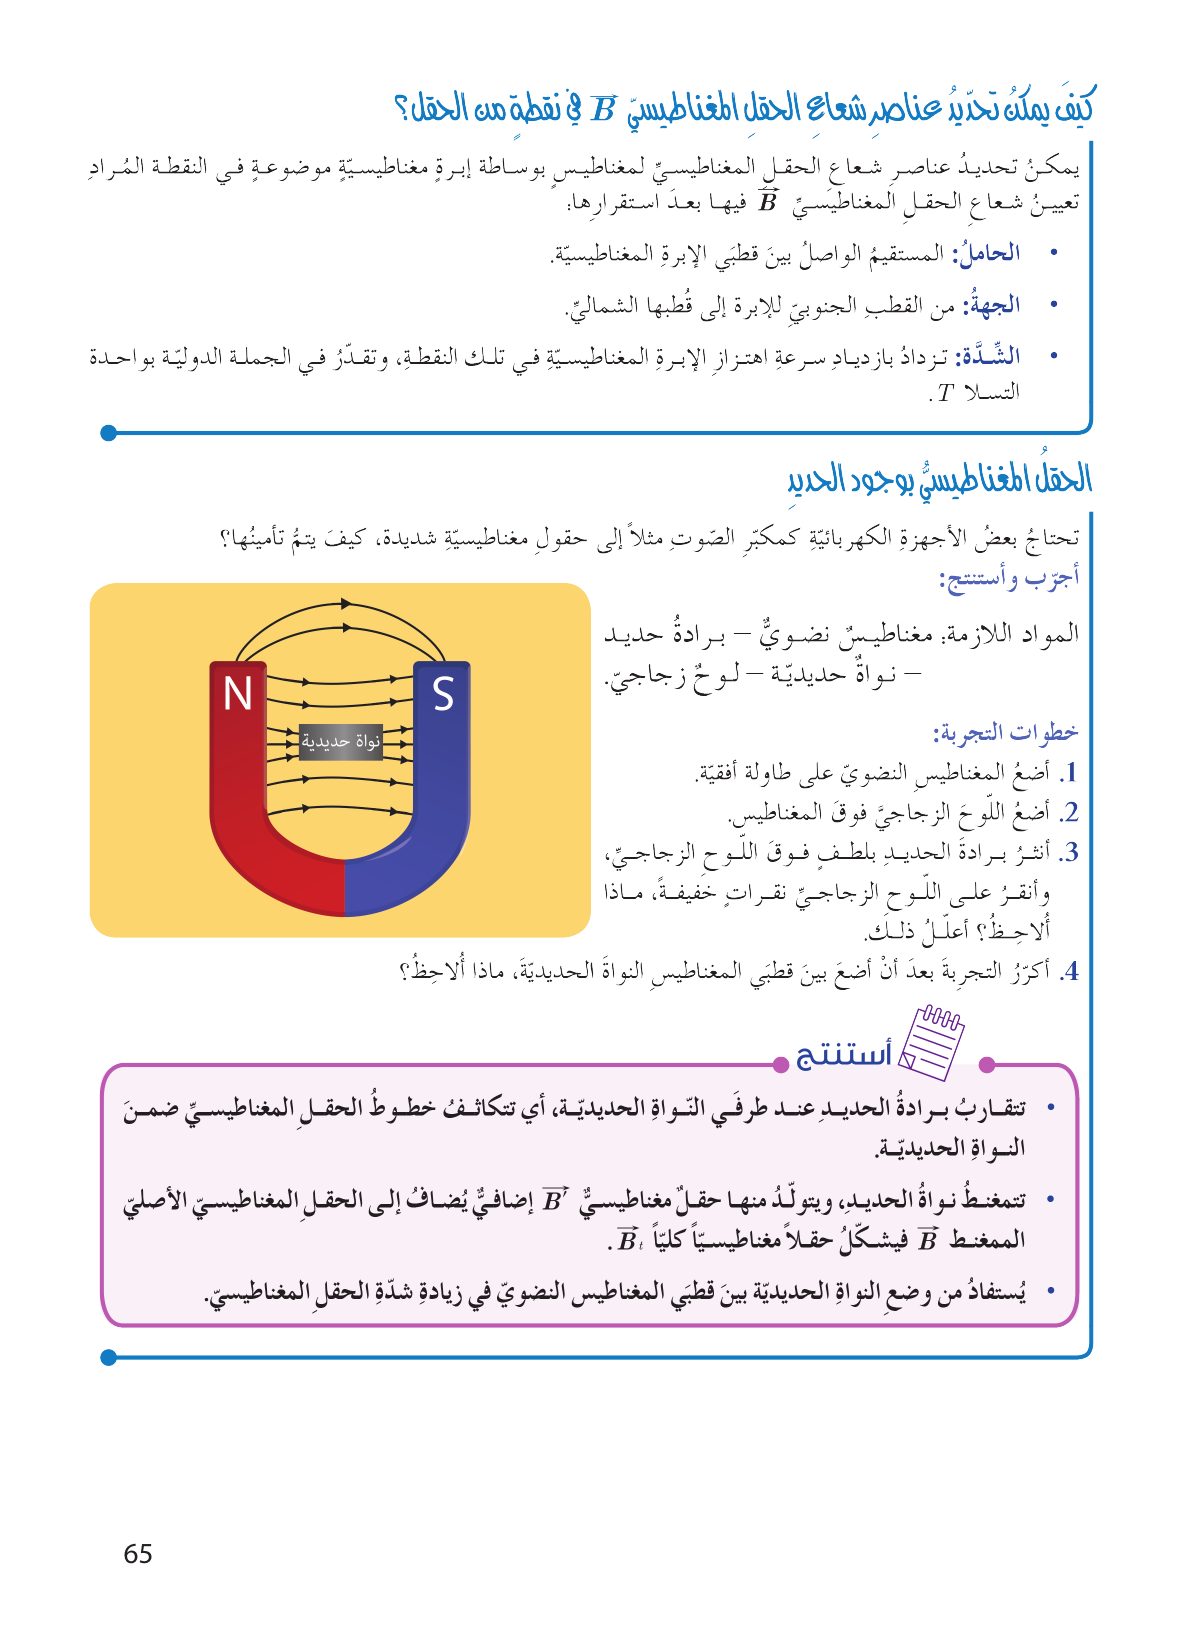 كيفَ يمكنُ تحدّيدُ عناصرِ شعاعِ الحقلِ المغناطيسيّ B في نقطةٍ من الحقل؟
يمكنُ تحديدُ عناصرِ شعاعِ الحقلِ المغناطيسيِّ لمغناطيسٍ بوساطة إبرةٍ مغناطيسيّةٍ موضوعةٍ في النقطة المُرادِ
تعيينُ شعاعِ الحقلِ المغناطيسيِّ B فيها بعدَ استقرارِها:
• الحاملُ: المستقيمُ الواصلُ بينَ قطبَي الإبرةِ المغناطيسيّة.
• الجهةُ: من القطبِ الجنوبيّ للإبرة إلى قُطبها الشماليِّ.
• الشِّدَّة: تزدادُ بازديادِ سرعةِ اهتزازِ الإبرةِ المغناطيسيّةِ في تلك النقطةِ، وتقدّرُ في الجملة الدوليّة بواحدة
التسلا T.
الحقلُ المغناطيسيُّ بوجود الحديدِ
تحتاجُ بعضُ الأجهزةِ الكهربائيّةِ كمكبّرِ الصّوتِ مثلاً إلى حقولِ مغناطيسيّةِ شديدة، كيفَ يتمُّ تأمينُها؟
أجرّب وأستنتج:
المواد اللازمة: مغناطيسٌ نضويٌّ – برادةُ حديد
– نواةٌ حديديّة – لوحٌ زجاجيّ.
N
S
نواة حديدية
خطوات التجربة:
1. أضعُ المغناطيسِ النضويّ على طاولة أفقيّة.
2. أضعُ اللّوحَ الزجاجيَّ فوقَ المغناطيس.
3. أنثرُ برادةَ الحديدِ بلطفٍ فوقَ اللّوحِ الزجاجيِّ،
وأنقرُ على اللّوح الزجاجيِّ نقراتٍ خفيفةً، ماذا
أُلاحِظُ؟ أعلّلُ ذلكَ.
4. أكرّرُ التجرِبةَ بعدَ أنْ أضعَ بينَ قطبَي المغناطيسِ النواةَ الحديديّةَ، ماذا أُلاحِظُ؟
أستنتج
• تتقاربُ برادةُ الحديدِ عند طرفَي النّواةِ الحديديّة، أي تتكاثفُ خطوطُ الحقلِ المغناطيسيِّ ضمنَ
النواةِ الحديديّة.
• تتمغنطُ نواةُ الحديدِ، ويتولّدُ منها حقلٌ مغناطيسيٌّ B′ إضافيٌّ يُضافُ إلى الحقلِ المغناطيسيّ الأصليّ
الممغنط B فيشكّلُ حقلاً مغناطيسيّاً كليّاً Bt.
• يُستفادُ من وضعِ النواةِ الحديديّة بينَ قطبَي المغناطيس النضويّ في زيادةِ شدّةِ الحقلِ المغناطيسيّ.
65